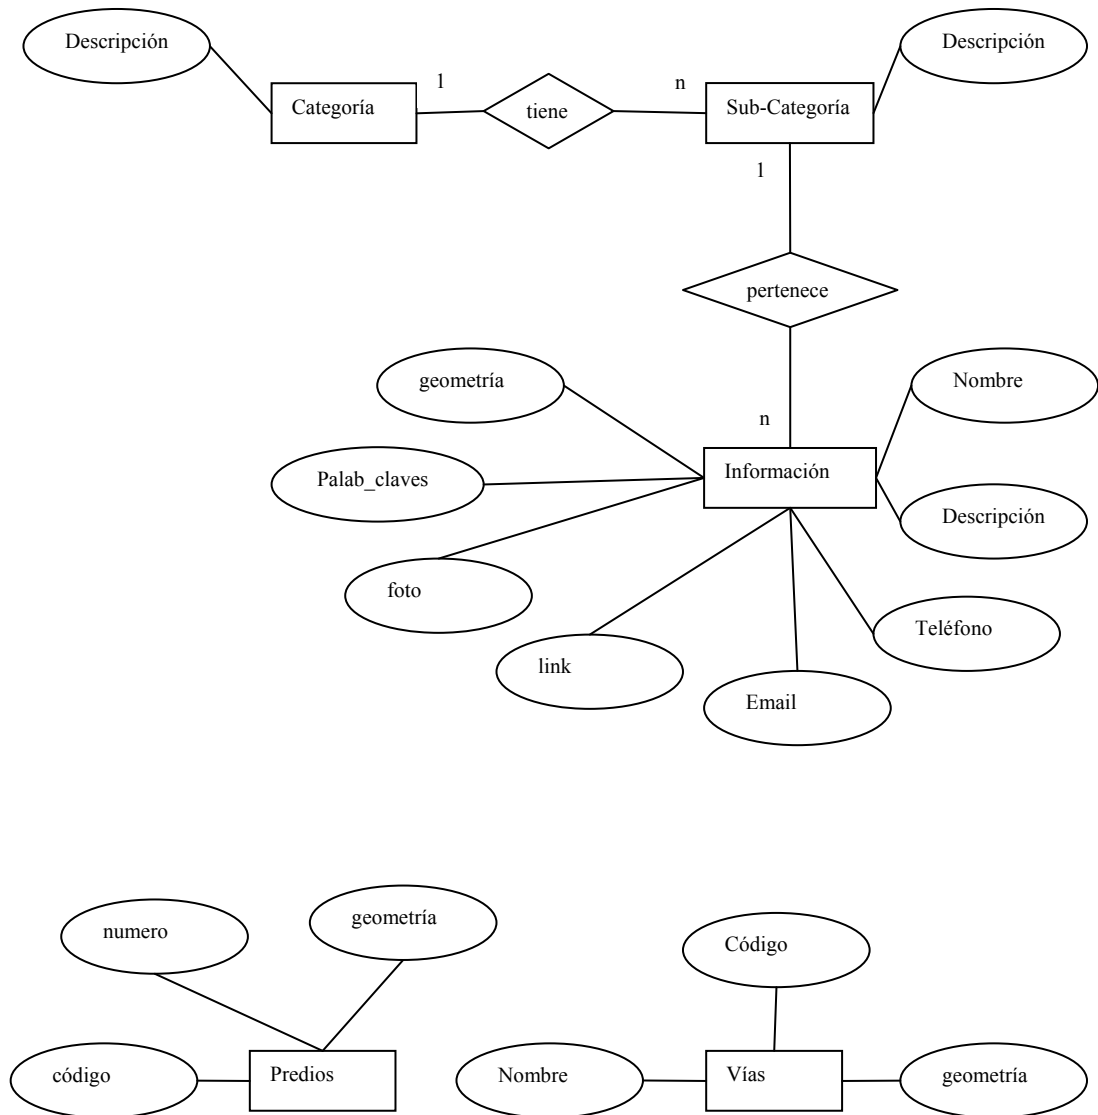 Descripción
Descripción
1
n
Categoría
tiene
Sub-Categoría
1
pertenece
geometría
Nombre
n
Palab_claves
Información
Descripción
foto
Teléfono
link
Email
numero
geometría
Código
código
Predios
Nombre
Vías
geometría